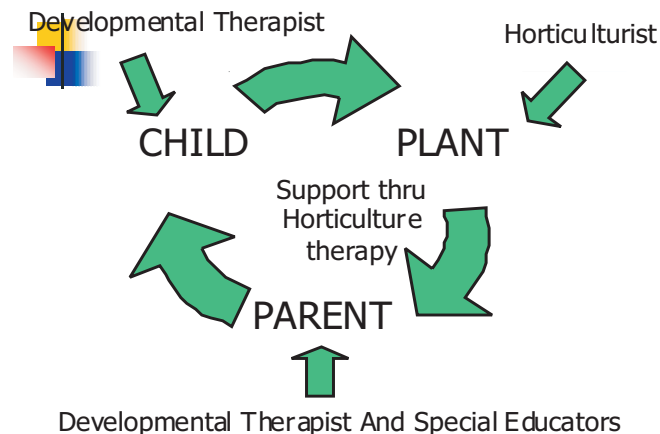 Developmental Therapist
Horticulturist
CHILD
PLANT
Support thru
Horticulture
therapy
PARENT
Developmental Therapist And Special Educators